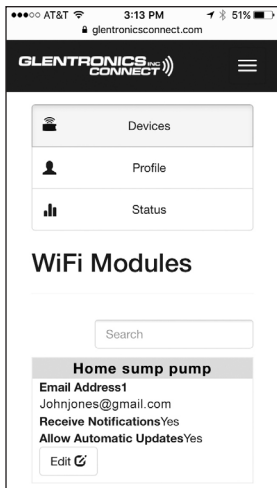 AT&T 3:13 PM 51%
glentronicsconnect.com
GLENTRONICS INC
CONNECT
Devices
Profile
Status
WiFi Modules
Search
Home sump pump
Email Address1
Johnjones@gmail.com
Receive NotificationsYes
Allow Automatic UpdatesYes
Edit